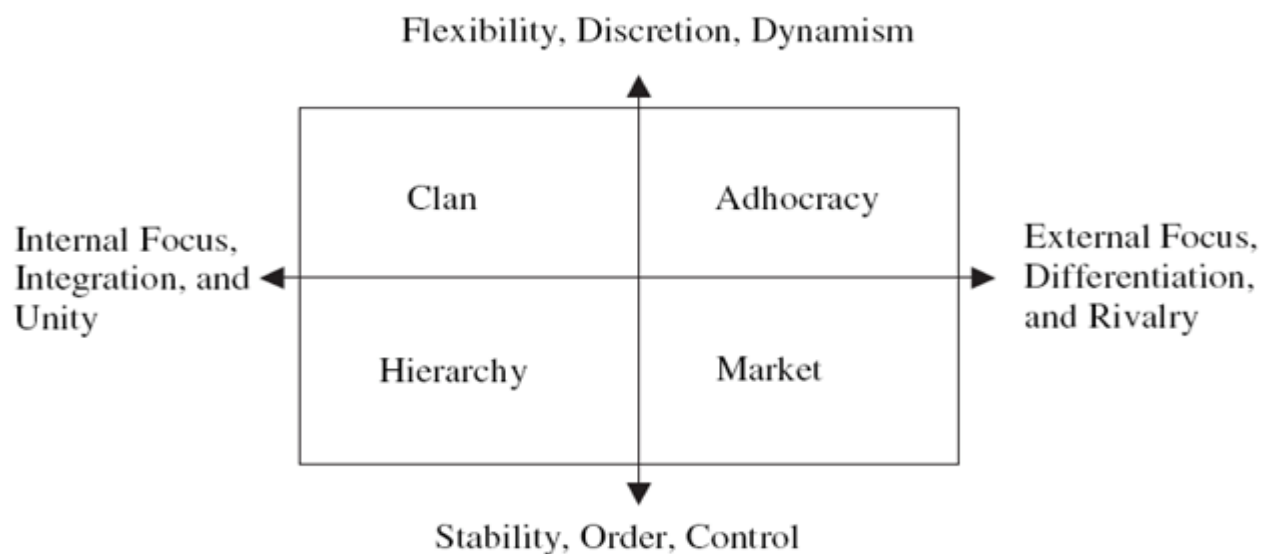 Flexibility, Discretion, Dynamism
Clan
Adhocracy
Internal Focus,
Integration, and
Unity
External Focus,
Differentiation,
and Rivalry
Hierarchy
Market
Stability, Order, Control